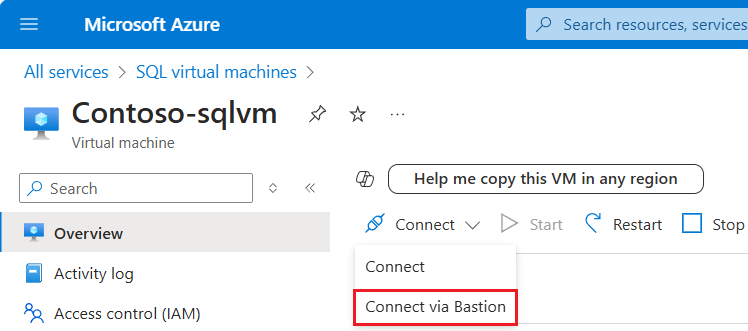 Microsoft Azure
Search resources, services
All services > SQL virtual machines >
Contoso-sqlvm
Virtual machine
Search
Help me copy this VM in any region
Overview
Connect Start Restart Stop
Activity log
Connect
Access control (IAM)
Connect via Bastion